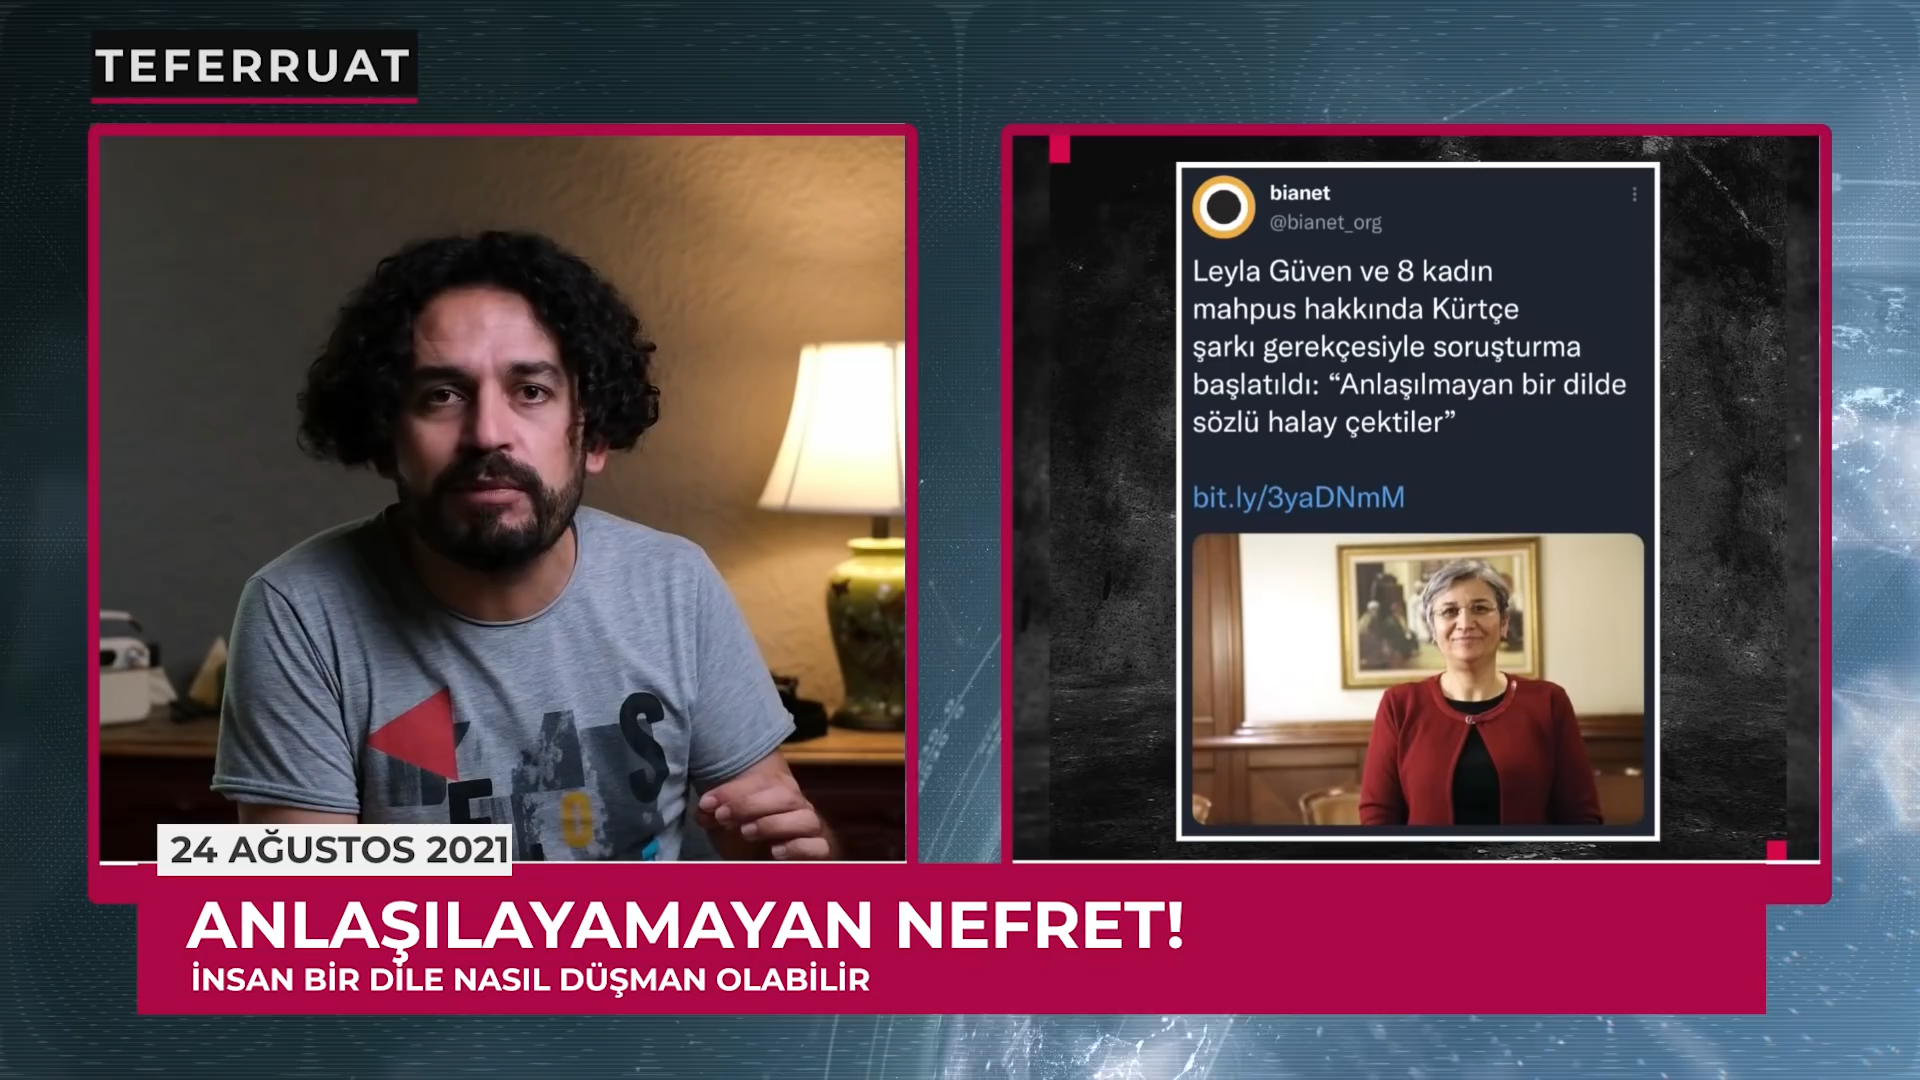 TEFERRUAT
bianet
@bianet_org
Leyla Güven ve 8 kadın
mahpus hakkında Kürtçe
şarkı gerekçesiyle soruşturma
başlatıldı: “Anlaşılmayan bir dilde
sözlü halay çektiler”
bit.ly/3yaDNmM
24 AĞUSTOS 2021
ANLAŞILAYAMAYAN NEFRET!
İNSAN BİR DİLE NASIL DÜŞMAN OLABİLİR